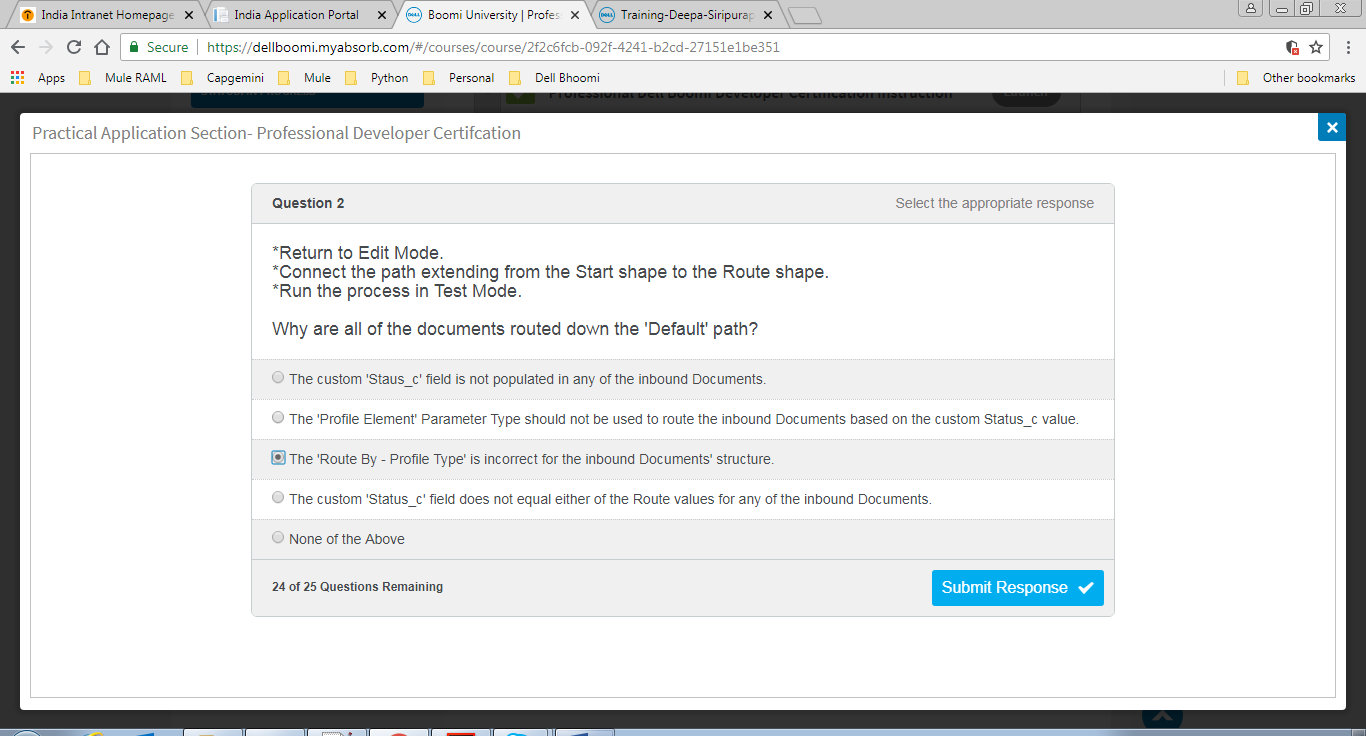 India Intranet Homepage
India Application Portal
Boomi University | Profes
Training-Deepa-Siripurap
Secure
https://dellboomi.myabsorb.com/#/courses/course/2f2c6fcb-092f-4241-b2cd-27151e1be351
Apps Mule RAML Capgemini Mule Python Personal Dell Bhoomi Other bookmarks
Professional Dell Boomi Developer Certification Instruction
Practical Application Section- Professional Developer Certifcation
Question 2 Select the appropriate response
*Return to Edit Mode.
*Connect the path extending from the Start shape to the Route shape.
*Run the process in Test Mode.
Why are all of the documents routed down the 'Default' path?
The custom 'Staus_c' field is not populated in any of the inbound Documents.
The 'Profile Element' Parameter Type should not be used to route the inbound Documents based on the custom Status_c value.
The 'Route By - Profile Type' is incorrect for the inbound Documents' structure.
The custom 'Status_c' field does not equal either of the Route values for any of the inbound Documents.
None of the Above
24 of 25 Questions Remaining Submit Response